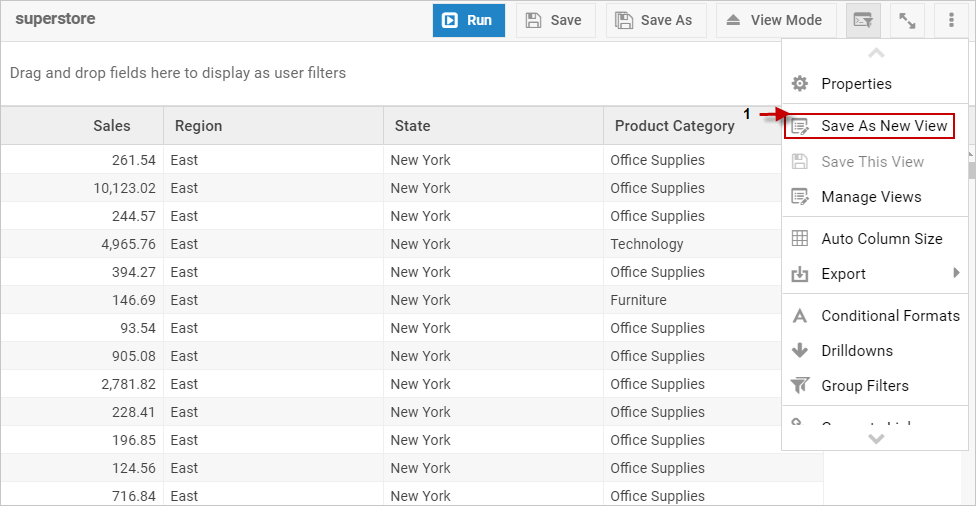 superstore
Run
Save
Save As
View Mode
Drag and drop fields here to display as user filters
Sales Region State Product Category
261.54 East New York Office Supplies
10,123.02 East New York Office Supplies
244.57 East New York Office Supplies
4,965.76 East New York Technology
394.27 East New York Office Supplies
146.69 East New York Furniture
93.54 East New York Office Supplies
905.08 East New York Office Supplies
2,781.82 East New York Office Supplies
228.41 East New York Office Supplies
196.85 East New York Office Supplies
124.56 East New York Office Supplies
716.84 East New York Office Supplies
Properties
1
Save As New View
Save This View
Manage Views
Auto Column Size
Export
Conditional Formats
Drilldowns
Group Filters